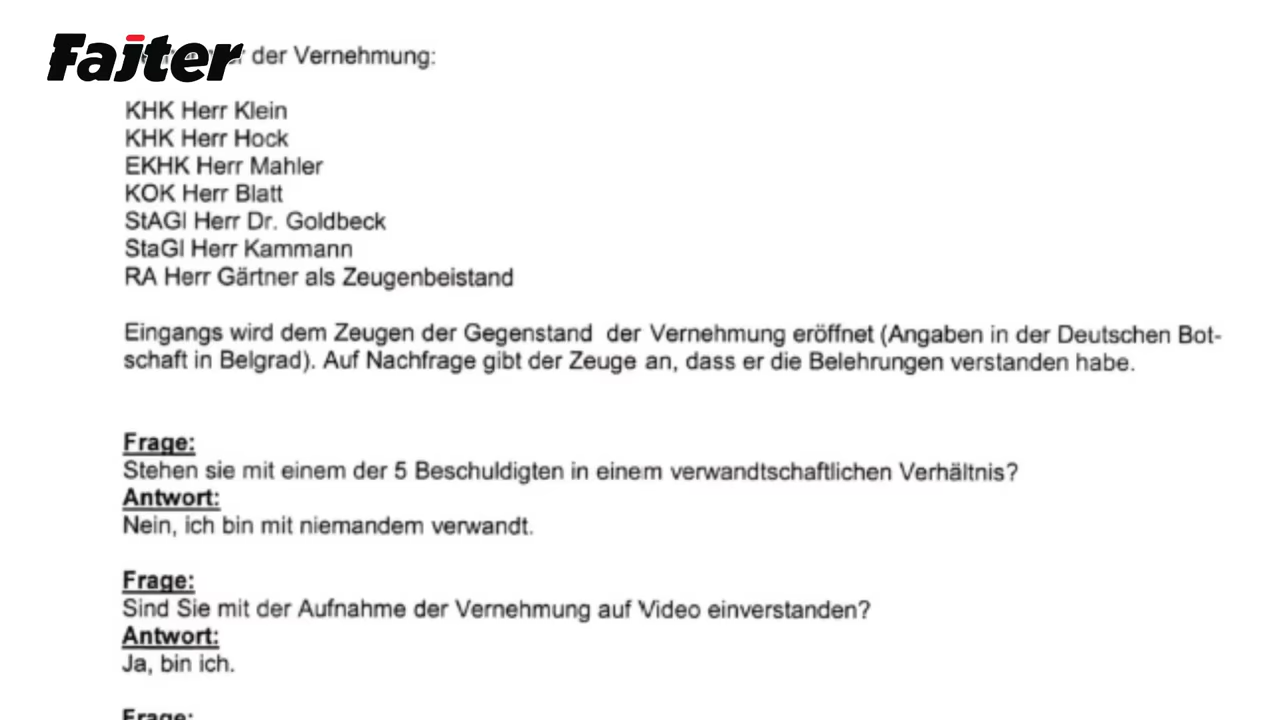 Fajter
der Vernehmung:
KHK Herr Klein
KHK Herr Hock
EKHK Herr Mahler
KOK Herr Blatt
StAGl Herr Dr. Goldbeck
StaGl Herr Kammann
RA Herr Gärtner als Zeugenbeistand
Eingangs wird dem Zeugen der Gegenstand der Vernehmung eröffnet (Angaben in der Deutschen Bot-
schaft in Belgrad). Auf Nachfrage gibt der Zeuge an, dass er die Belehrungen verstanden habe.
Frage:
Stehen sie mit einem der 5 Beschuldigten in einem verwandtschaftlichen Verhältnis?
Antwort:
Nein, ich bin mit niemandem verwandt.
Frage:
Sind Sie mit der Aufnahme der Vernehmung auf Video einverstanden?
Antwort:
Ja, bin ich.
Frage: